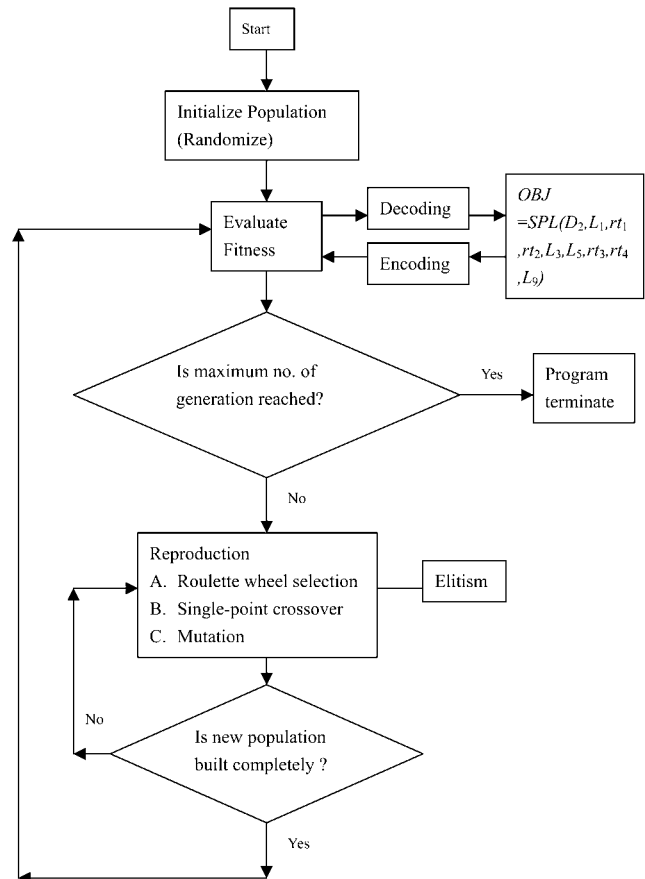 Start
Initialize Population
(Randomize)
Evaluate
Fitness
Decoding
Encoding
OBJ
=SPL(D₂,L₁,rt₁
,rt₂,L₃,L₅,rt₃,rt₄
,L₉)
Is maximum no. of
generation reached?
Yes
Program
terminate
No
Reproduction
A. Roulette wheel selection
B. Single-point crossover
C. Mutation
Elitism
No
Is new population
built completely ?
Yes